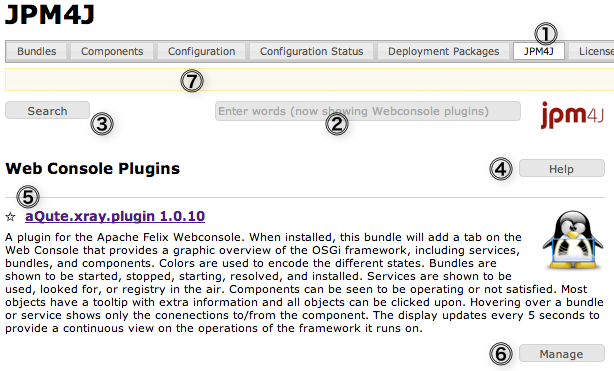 JPM4J
Bundles Components Configuration Configuration Status Deployment Packages JPM4J License
①
⑦
Search Enter words (now showing Webconsole plugins) jpm4J
③ ②
Web Console Plugins ④ Help
⑤
☆ aQute.xray.plugin 1.0.10
A plugin for the Apache Felix Webconsole. When installed, this bundle will add a tab on the
Web Console that provides a graphic overview of the OSGi framework, including services,
bundles, and components. Colors are used to encode the different states. Bundles are
shown to be started, stopped, starting, resolved, and installed. Services are shown to be
used, looked for, or registry in the air. Components can be seen to be operating or not satisfied. Most
objects have a tooltip with extra information and all objects can be clicked upon. Hovering over a bundle
or service shows only the conenections to/from the component. The display updates every 5 seconds to
provide a continuous view on the operations of the framework it runs on.
⑥ Manage